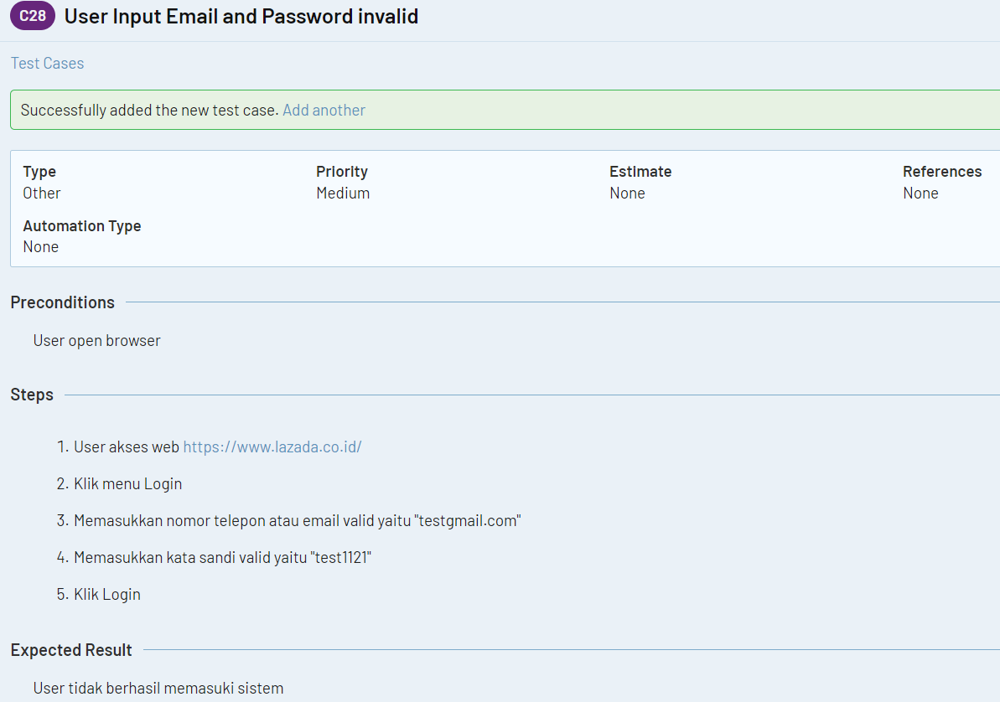 C28 User Input Email and Password invalid
Test Cases
Successfully added the new test case. Add another
Type Priority Estimate References
Other Medium None None
Automation Type
None
Preconditions
User open browser
Steps
1. User akses web https://www.lazada.co.id/
2. Klik menu Login
3. Memasukkan nomor telepon atau email valid yaitu "testgmail.com"
4. Memasukkan kata sandi valid yaitu "test1121"
5. Klik Login
Expected Result
User tidak berhasil memasuki sistem